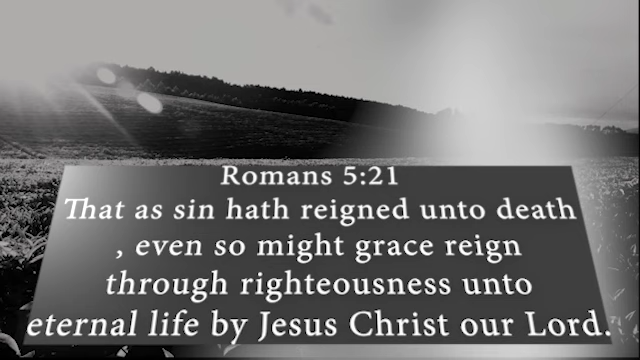 Romans 5:21
That as sin hath reigned unto death
, even so might grace reign
through righteousness unto
eternal life by Jesus Christ our Lord.